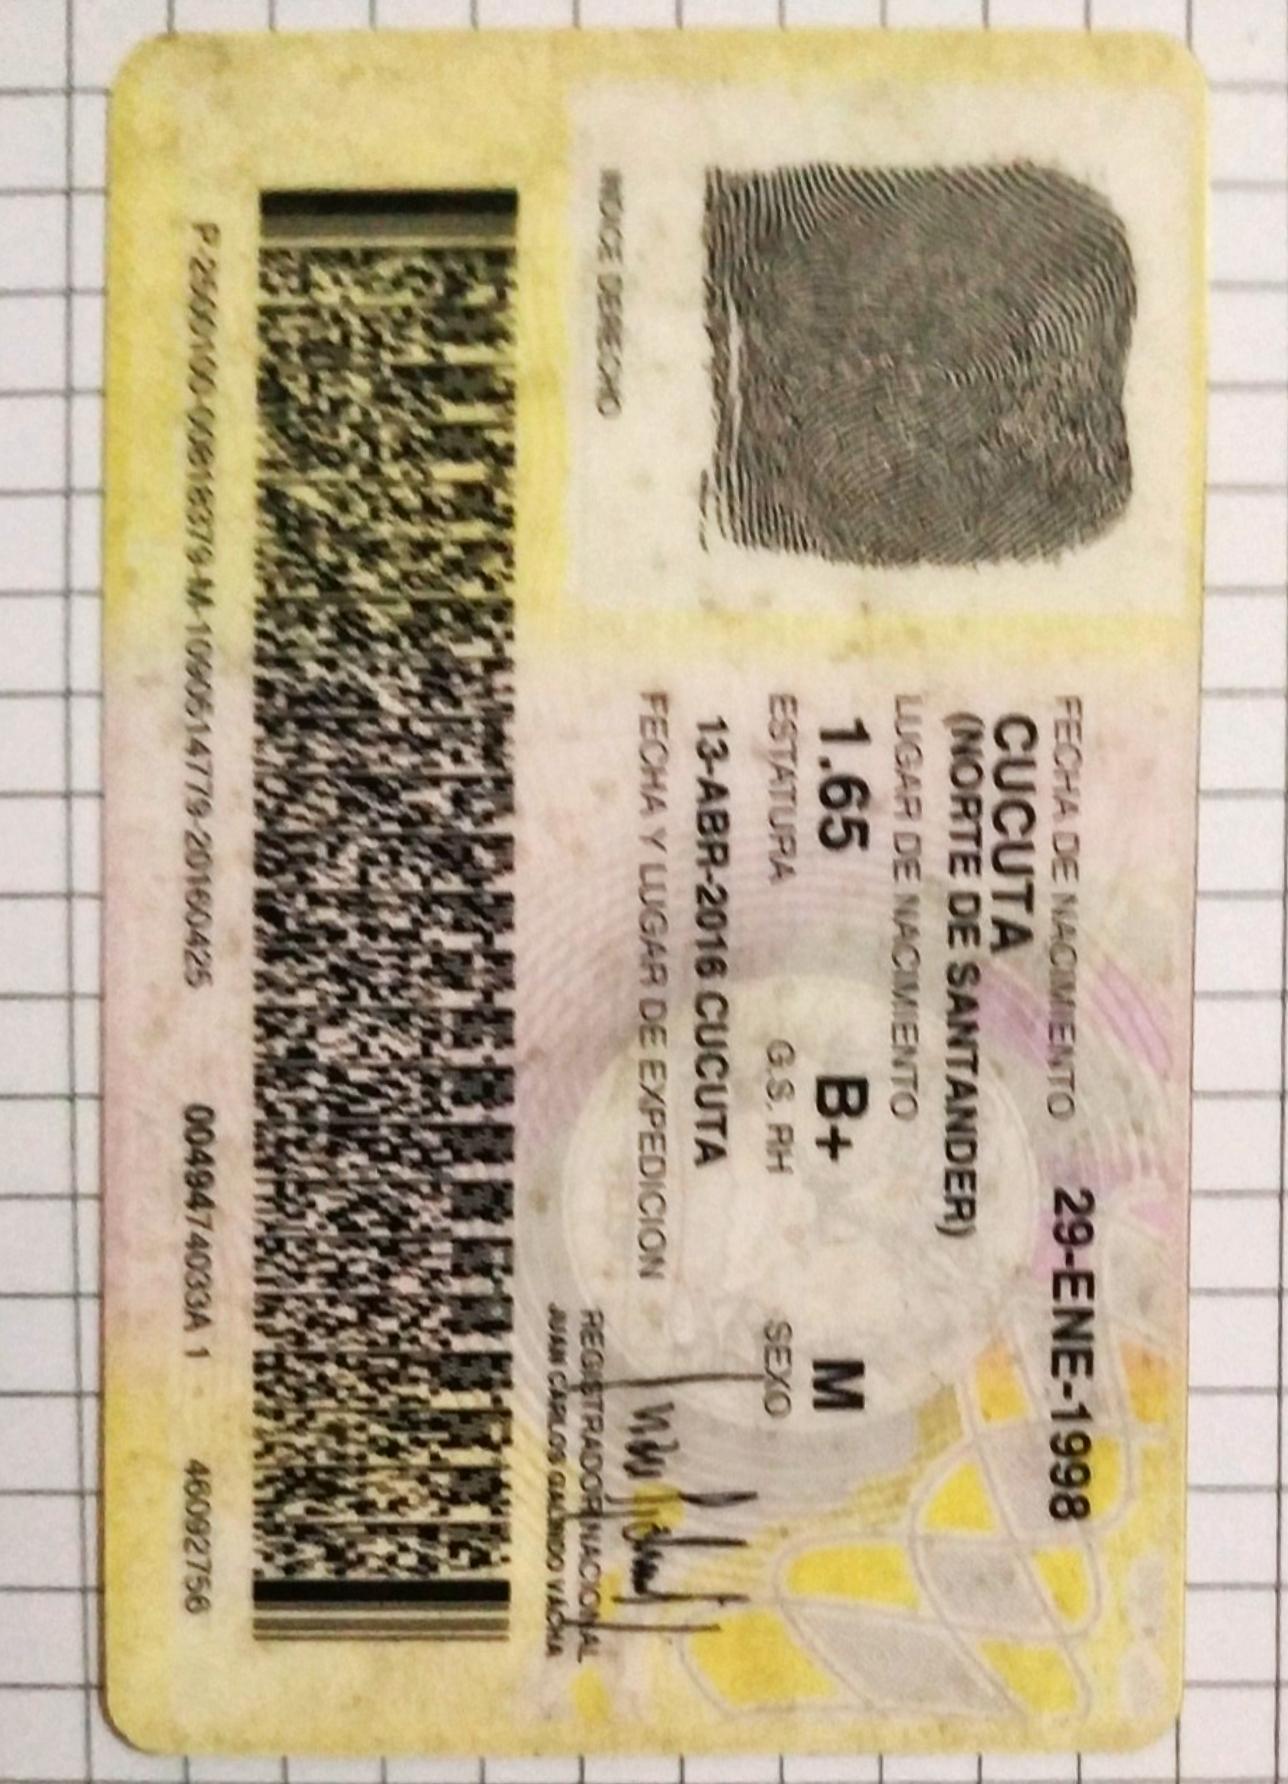 FECHA DE NACIMIENTO 29-ENE-1998
CUCUTA
(NORTE DE SANTANDER)
LUGAR DE NACIMIENTO
1.65 B+ M
ESTATURA G.S. RH SEXO
13-ABR-2016 CUCUTA
FECHA Y LUGAR DE EXPEDICION
INDICE DERECHO
REGISTRADOR NACIONAL
JUAN CARLOS GALINDO VÁCHA
P-2500100-00818379-M-1090514779-20160425 0049474033A 1 46092756